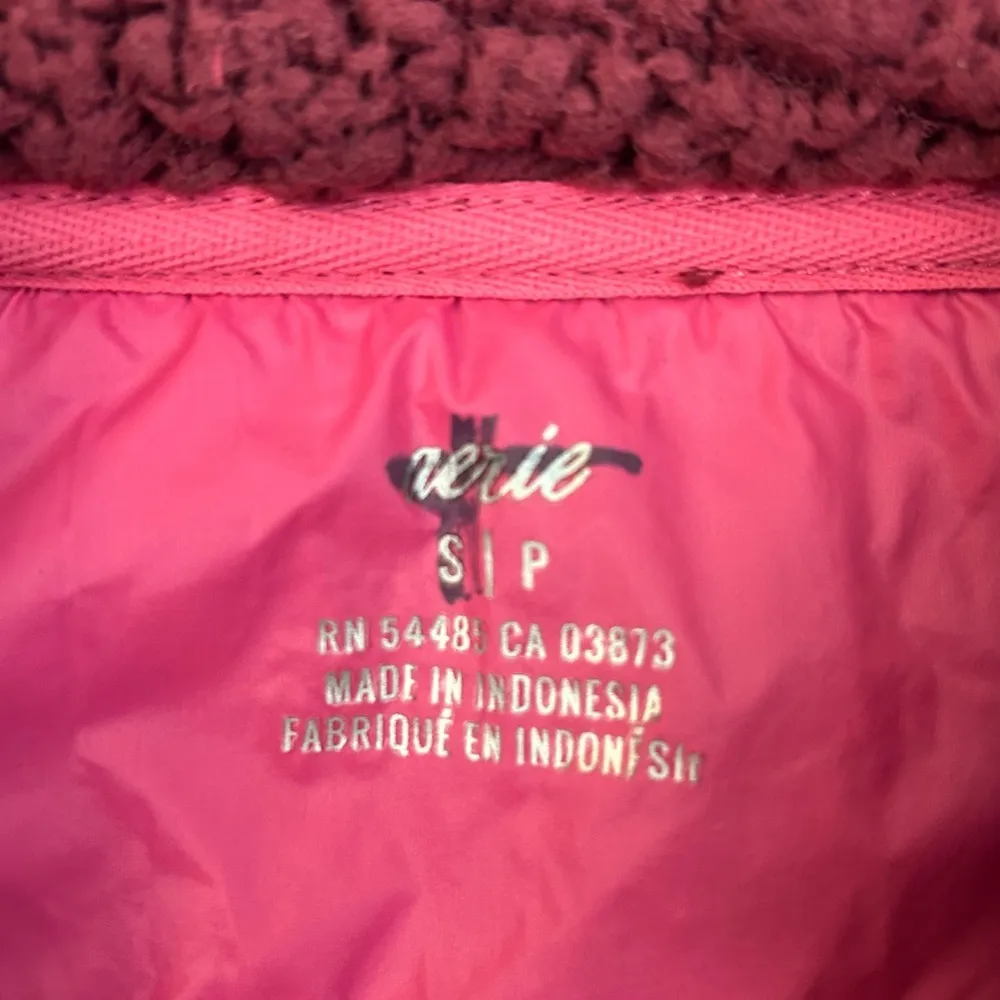 aerie
S | P
RN 54485 CA 03873
MADE IN INDONESIA
FABRIQUÉ EN INDONÉSIE